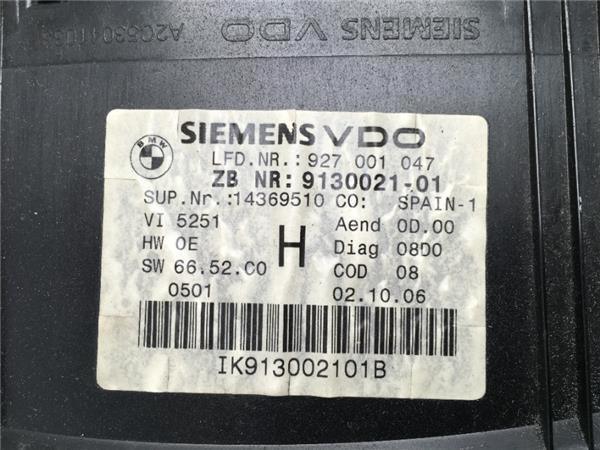 SIEMENS VDO
BMW
SIEMENS VDO
LFD.NR.: 927 001 047
ZB NR: 9130021-01
SUP.Nr.:14369510 CO: SPAIN-1
VI 5251 Aend 0D.00
HW 0E H Diag 08D0
SW 66.52.C0 COD 08
0501 02.10.06
IK913002101B